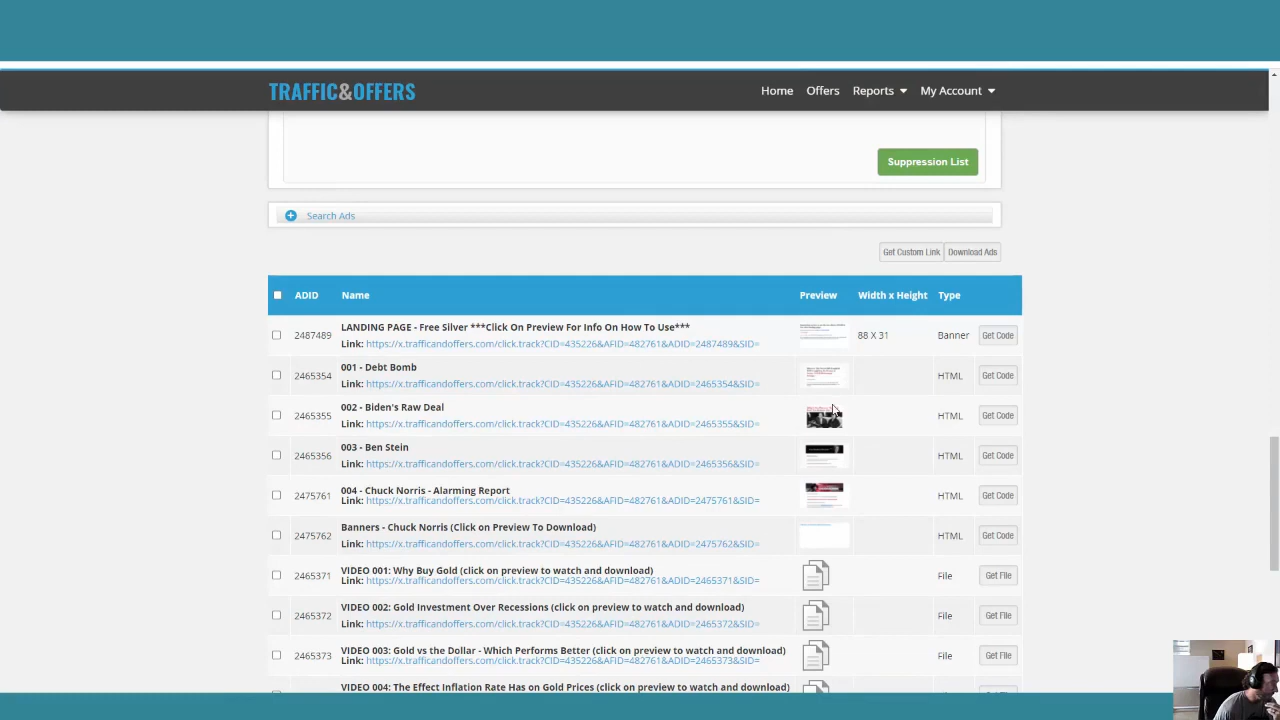 TRAFFIC&OFFERS
Home Offers Reports My Account
Suppression List
Search Ads
Get Custom Link Download Ads
ADID Name Preview Width x Height Type
LANDING PAGE - Free Silver ***Click On Preview For Info On How To Use***
2487489 88 X 31 Banner Get Code
Link: https://x.trafficandoffers.com/click.track?CID=435226&AFID=482761&ADID=2487489&SID=
001 - Debt Bomb
2465354 HTML Get Code
Link: https://x.trafficandoffers.com/click.track?CID=435226&AFID=482761&ADID=2465354&SID=
002 - Biden's Raw Deal
2465355 HTML Get Code
Link: https://x.trafficandoffers.com/click.track?CID=435226&AFID=482761&ADID=2465355&SID=
003 - Ben Stein
2465356 HTML Get Code
Link: https://x.trafficandoffers.com/click.track?CID=435226&AFID=482761&ADID=2465356&SID=
004 - Chuck Norris - Alarming Report
2475761 HTML Get Code
Link: https://x.trafficandoffers.com/click.track?CID=435226&AFID=482761&ADID=2475761&SID=
Banners - Chuck Norris (Click on Preview To Download)
2475762 HTML Get Code
Link: https://x.trafficandoffers.com/click.track?CID=435226&AFID=482761&ADID=2475762&SID=
VIDEO 001: Why Buy Gold (click on preview to watch and download)
2465371 File Get File
Link: https://x.trafficandoffers.com/click.track?CID=435226&AFID=482761&ADID=2465371&SID=
VIDEO 002: Gold Investment Over Recessions (click on preview to watch and download)
2465372 File Get File
Link: https://x.trafficandoffers.com/click.track?CID=435226&AFID=482761&ADID=2465372&SID=
VIDEO 003: Gold vs the Dollar - Which Performs Better (click on preview to watch and download)
2465373 File Get File
Link: https://x.trafficandoffers.com/click.track?CID=435226&AFID=482761&ADID=2465373&SID=
VIDEO 004: The Effect Inflation Rate Has on Gold Prices (click on preview to watch and download)